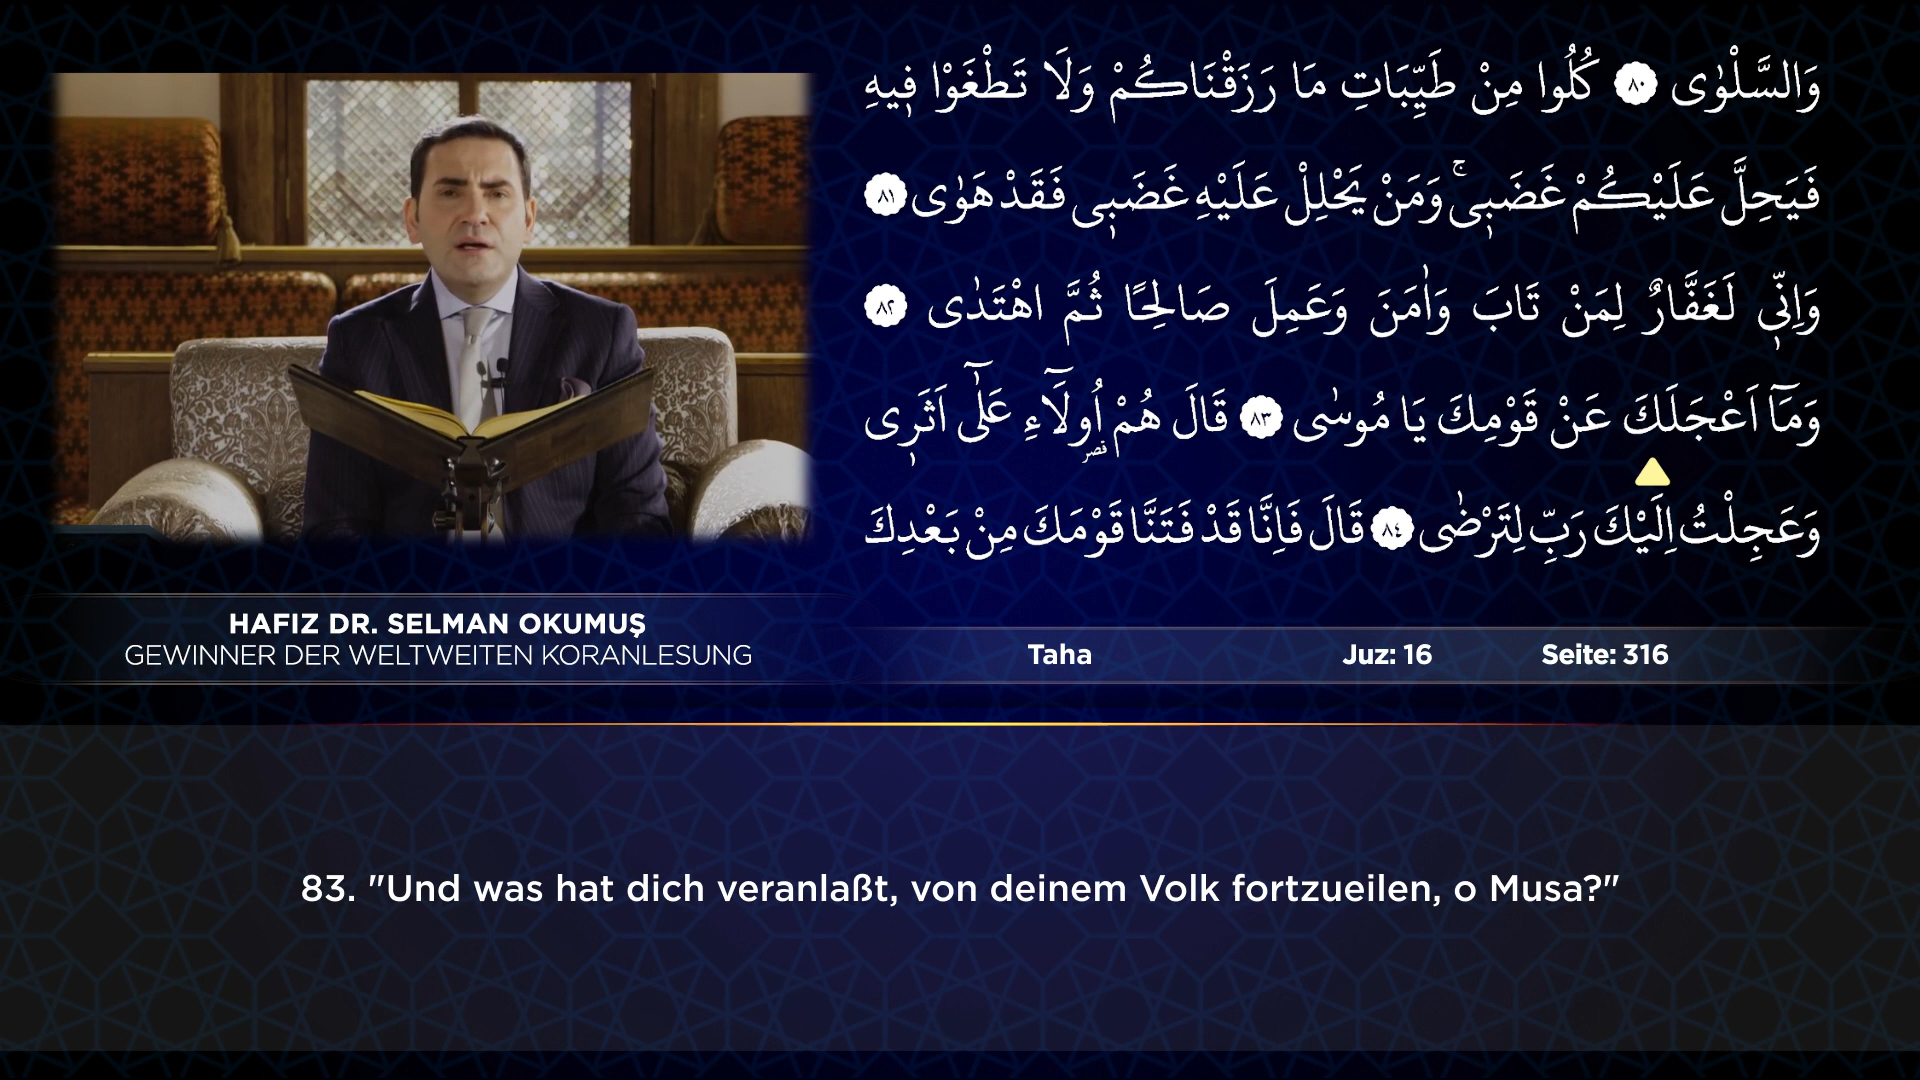 وَالسَّلْوٰى ﴿٨٠﴾ كُلُوا مِنْ طَيِّبَاتِ مَا رَزَقْنَاكُمْ وَلَا تَطْغَوْا ف۪يهِ
فَيَحِلَّ عَلَيْكُمْ غَضَب۪يۚ وَمَنْ يَحْلِلْ عَلَيْهِ غَضَب۪ي فَقَدْ هَوٰى ﴿٨١﴾
وَاِنّ۪ي لَغَفَّارٌ لِمَنْ تَابَ وَاٰمَنَ وَعَمِلَ صَالِحًا ثُمَّ اهْتَدٰى ﴿٨٢﴾
وَمَٓا اَعْجَلَكَ عَنْ قَوْمِكَ يَا مُوسٰى ﴿٨٣﴾ قَالَ هُمْ اُو۬لَٓاءِ عَلٰٓى اَثَر۪ي
قصر
وَعَجِلْتُ اِلَيْكَ رَبِّ لِتَرْضٰى ﴿٨٤﴾ قَالَ فَاِنَّا قَدْ فَتَنَّا قَوْمَكَ مِنْ بَعْدِكَ
HAFIZ DR. SELMAN OKUMUŞ
GEWINNER DER WELTWEITEN KORANLESUNG
Taha Juz: 16 Seite: 316
83. "Und was hat dich veranlaßt, von deinem Volk fortzueilen, o Musa?"